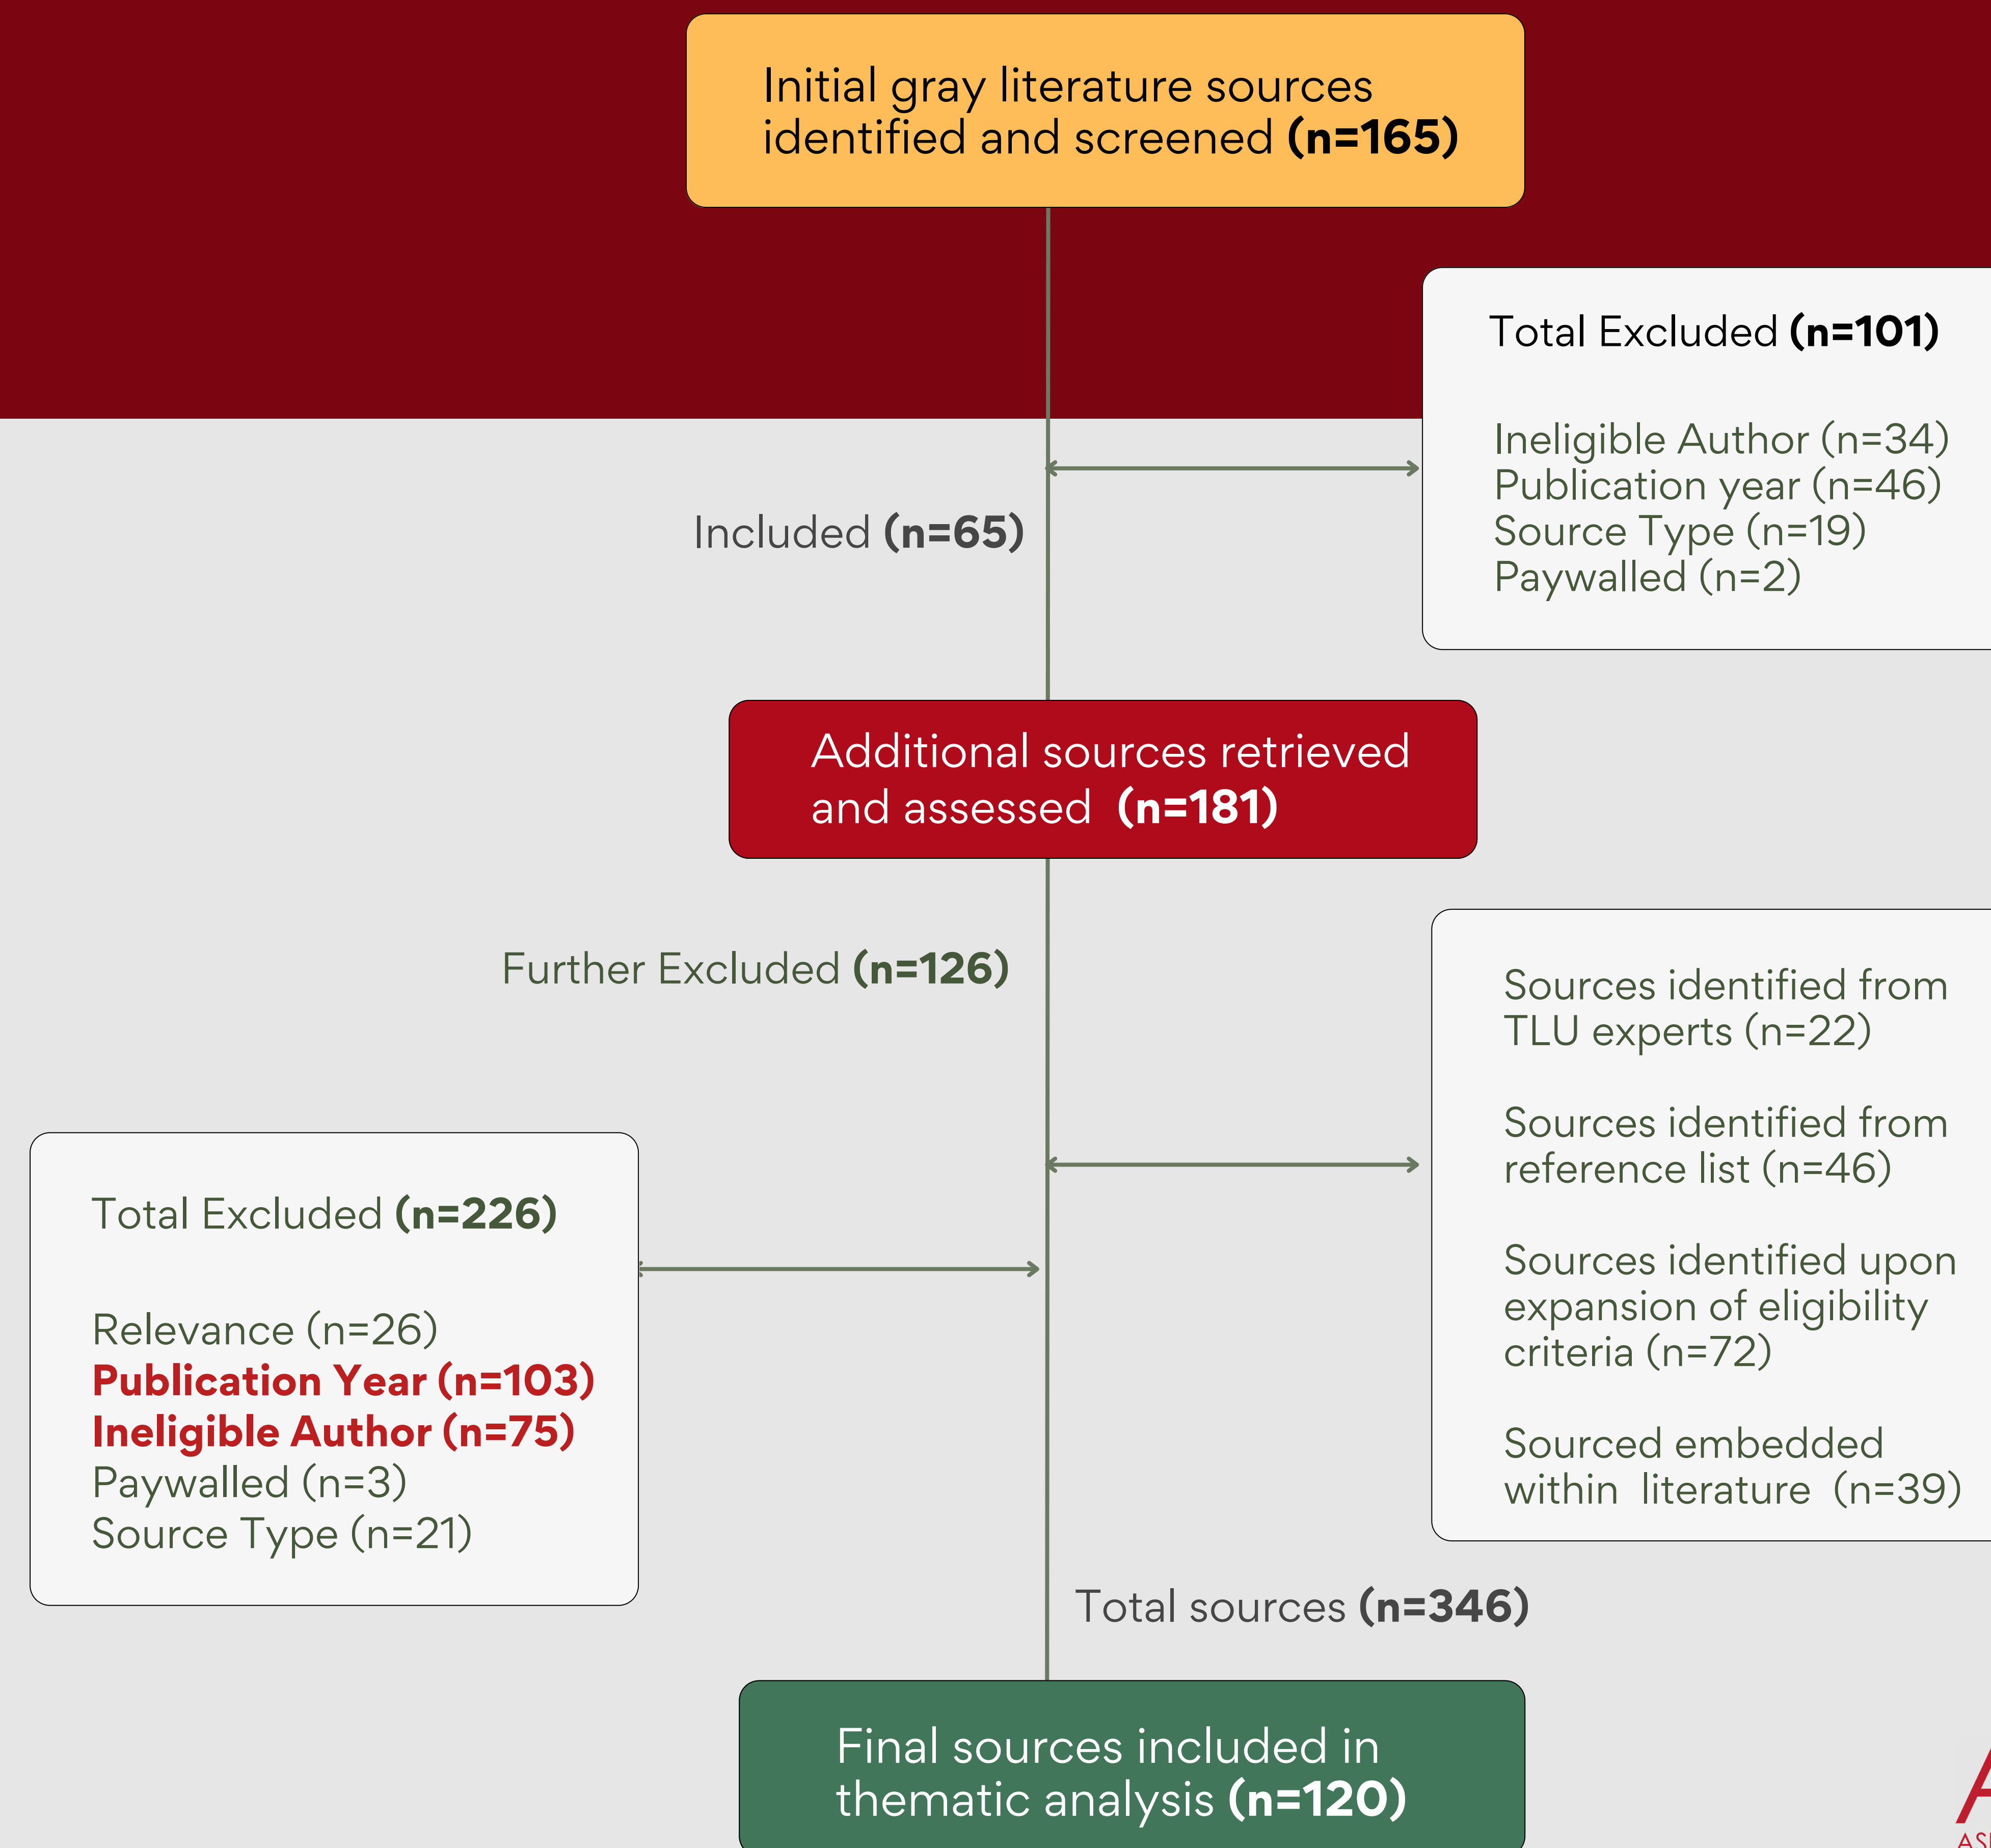 Initial gray literature sources
identified and screened (n=165)
Total Excluded (n=101)
Ineligible Author (n=34)
Publication year (n=46)
Source Type (n=19)
Paywalled (n=2)
Included (n=65)
Additional sources retrieved
and assessed (n=181)
Further Excluded (n=126)
Sources identified from
TLU experts (n=22)
Sources identified from
reference list (n=46)
Sources identified upon
expansion of eligibility
criteria (n=72)
Sourced embedded
within literature (n=39)
Total Excluded (n=226)
Relevance (n=26)
Publication Year (n=103)
Ineligible Author (n=75)
Paywalled (n=3)
Source Type (n=21)
Total sources (n=346)
Final sources included in
thematic analysis (n=120)